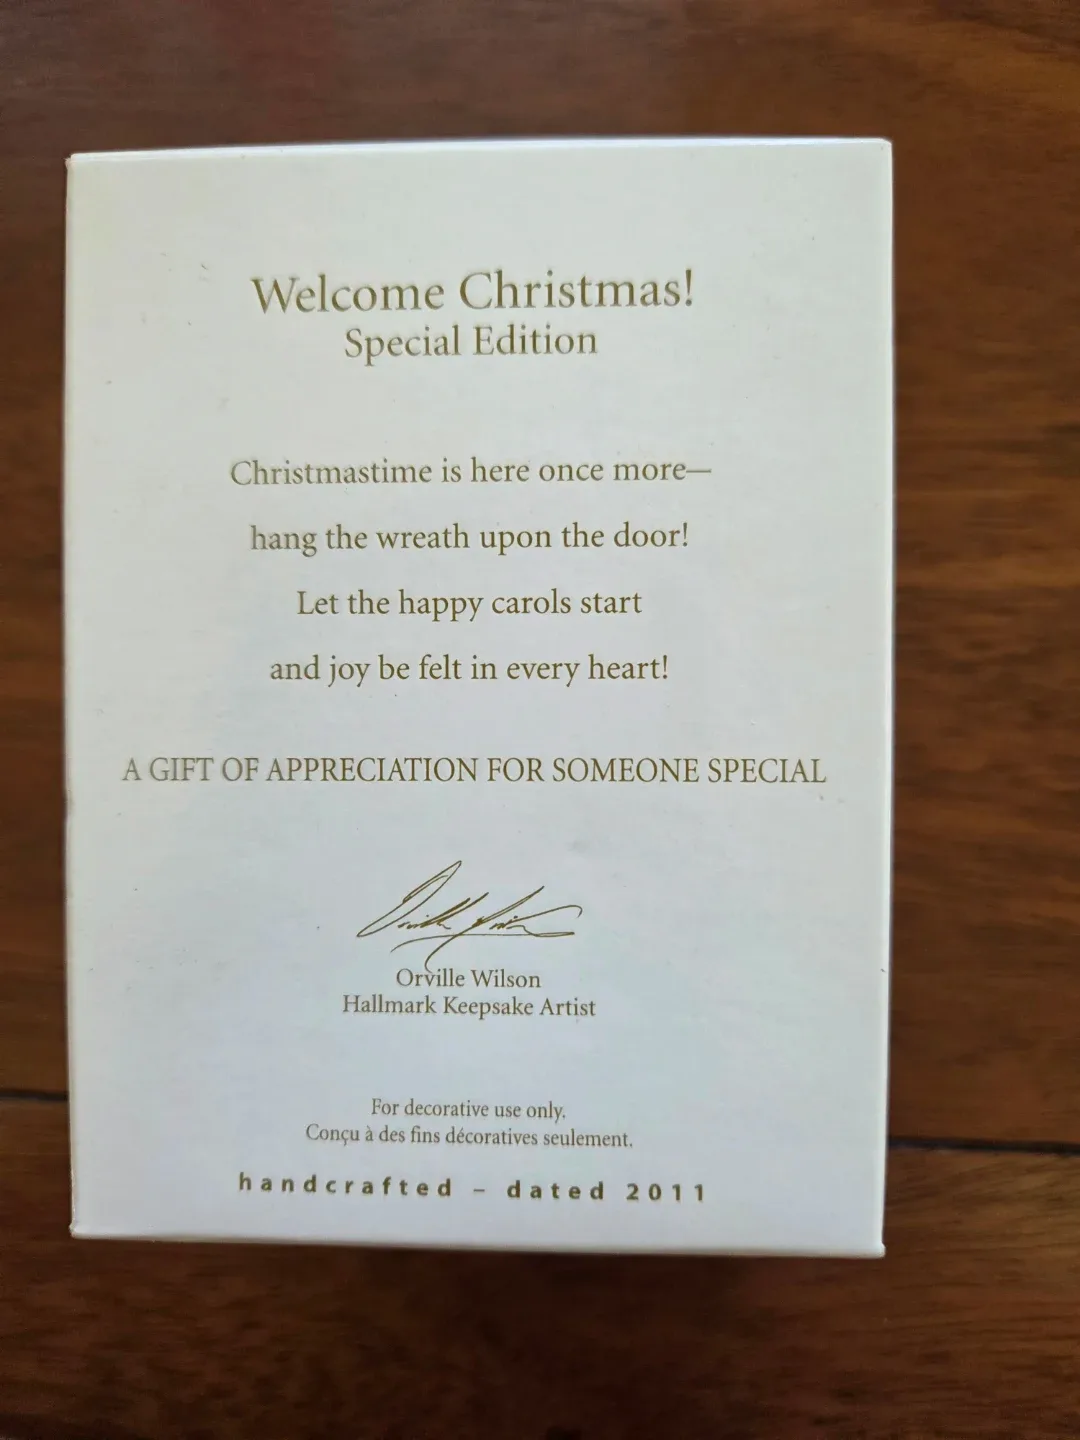 Welcome Christmas!
Special Edition
Christmastime is here once more—
hang the wreath upon the door!
Let the happy carols start
and joy be felt in every heart!
A GIFT OF APPRECIATION FOR SOMEONE SPECIAL
Orville Wilson
Orville Wilson
Hallmark Keepsake Artist
For decorative use only.
Conçu à des fins décoratives seulement.
handcrafted – dated 2011